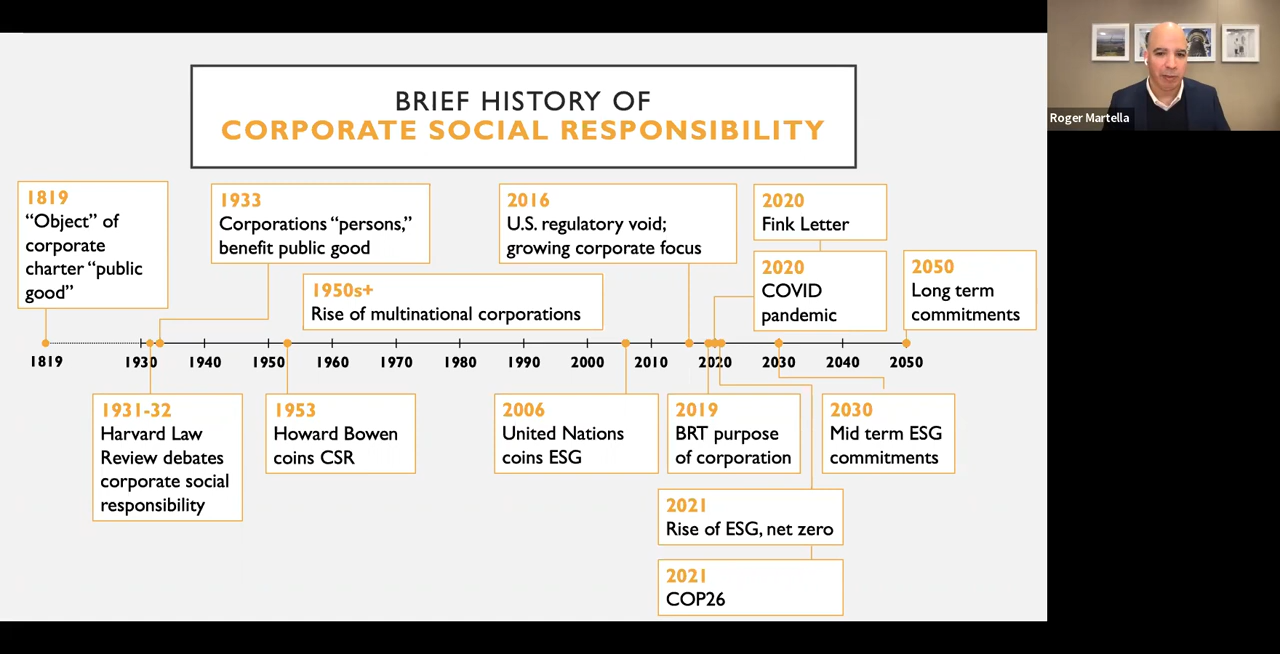 BRIEF HISTORY OF
CORPORATE SOCIAL RESPONSIBILITY
Roger Martella
1819
“Object” of
corporate
charter “public
good”
1933
Corporations “persons,”
benefit public good
1950s+
Rise of multinational corporations
2016
U.S. regulatory void;
growing corporate focus
2020
Fink Letter
2020
COVID
pandemic
2050
Long term
commitments
1819 1930 1940 1950 1960 1970 1980 1990 2000 2010 2020 2030 2040 2050
1931-32
Harvard Law
Review debates
corporate social
responsibility
1953
Howard Bowen
coins CSR
2006
United Nations
coins ESG
2019
BRT purpose
of corporation
2030
Mid term ESG
commitments
2021
Rise of ESG, net zero
2021
COP26